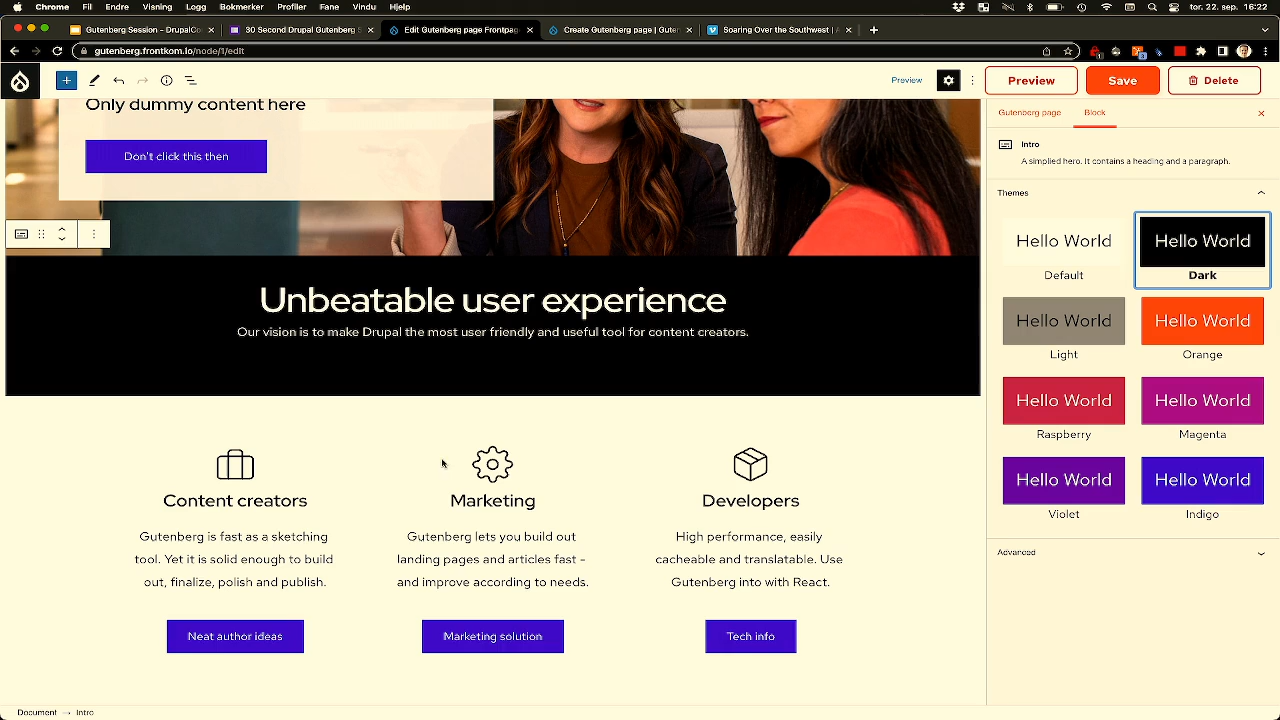 Chrome Fil Endre Visning Logg Bokmerker Profiler Fane Vindu Hjelp tor. 22. sep. 16:22
Gutenberg Session - DrupalCo 30 Second Drupal Gutenberg Edit Gutenberg page Frontpag Create Gutenberg page | Guten Soaring Over the Southwest |
gutenberg.frontkom.io/node/1/edit
Preview Preview Save Delete
Only dummy content here
Don't click this then
Gutenberg page Block
Intro
A simplied hero. It contains a heading and a paragraph.
Themes
Hello World Hello World
Default Dark
Hello World Hello World
Light Orange
Hello World Hello World
Raspberry Magenta
Hello World Hello World
Violet Indigo
Advanced
Unbeatable user experience
Our vision is to make Drupal the most user friendly and useful tool for content creators.
Content creators
Gutenberg is fast as a sketching
tool. Yet it is solid enough to build
out, finalize, polish and publish.
Neat author ideas
Marketing
Gutenberg lets you build out
landing pages and articles fast -
and improve according to needs.
Marketing solution
Developers
High performance, easily
cacheable and translatable. Use
Gutenberg into with React.
Tech info
Document → Intro